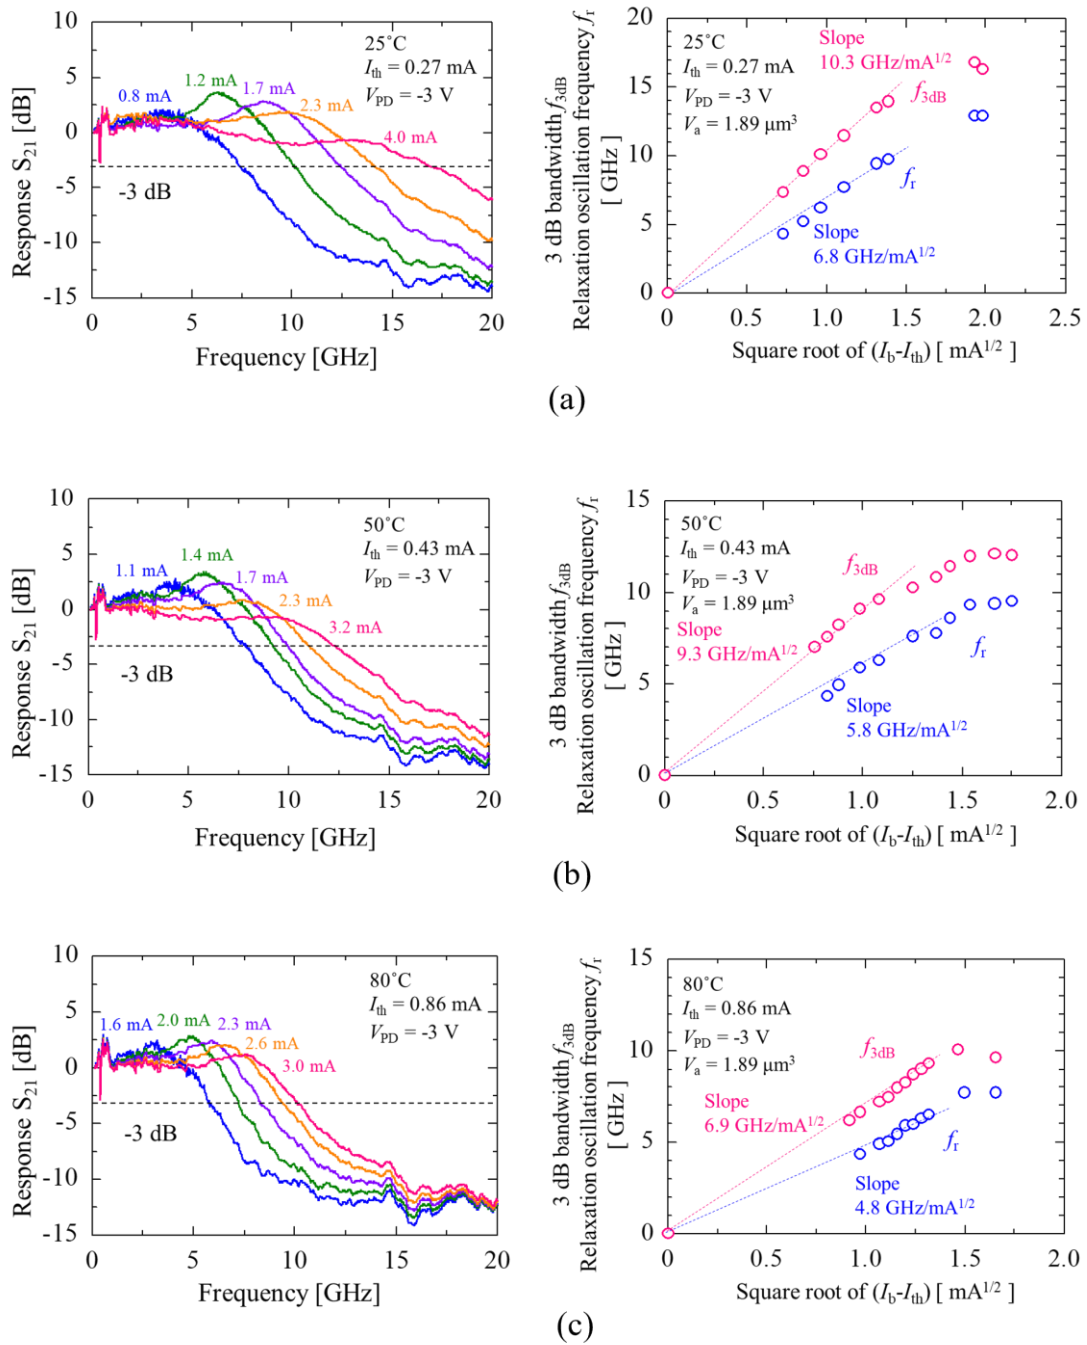 10
5
0
-5
-10
-15
Response S21 [dB]
25°C
Ith = 0.27 mA
VPD = -3 V
0.8 mA
1.2 mA
1.7 mA
2.3 mA
4.0 mA
-3 dB
0 5 10 15 20
Frequency [GHz]
20
15
10
5
0
3 dB bandwidth f3dB
Relaxation oscillation frequency fr
[ GHz]
25°C
Ith = 0.27 mA
VPD = -3 V
Va = 1.89 μm³
Slope
10.3 GHz/mA1/2
f3dB
fr
Slope
6.8 GHz/mA1/2
0 0.5 1.0 1.5 2.0 2.5
Square root of (Ib-Ith) [ mA1/2 ]
(a)
10
5
0
-5
-10
-15
Response S21 [dB]
50°C
Ith = 0.43 mA
VPD = -3 V
1.1 mA
1.4 mA
1.7 mA
2.3 mA
3.2 mA
-3 dB
0 5 10 15 20
Frequency [GHz]
15
10
5
0
3 dB bandwidth f3dB
Relaxation oscillation frequency fr
[ GHz]
50°C
Ith = 0.43 mA
VPD = -3 V
Va = 1.89 μm³
f3dB
Slope
9.3 GHz/mA1/2
fr
Slope
5.8 GHz/mA1/2
0 0.5 1.0 1.5 2.0
Square root of (Ib-Ith) [ mA1/2 ]
(b)
10
5
0
-5
-10
-15
Response S21 [dB]
80°C
Ith = 0.86 mA
VPD = -3 V
1.6 mA
2.0 mA
2.3 mA
2.6 mA
3.0 mA
-3 dB
0 5 10 15 20
Frequency [GHz]
15
10
5
0
3 dB bandwidth f3dB
Relaxation oscillation frequency fr
[ GHz]
80°C
Ith = 0.86 mA
VPD = -3 V
Va = 1.89 μm³
f3dB
Slope
6.9 GHz/mA1/2
fr
Slope
4.8 GHz/mA1/2
0 0.5 1.0 1.5 2.0
Square root of (Ib-Ith) [ mA1/2 ]
(c)